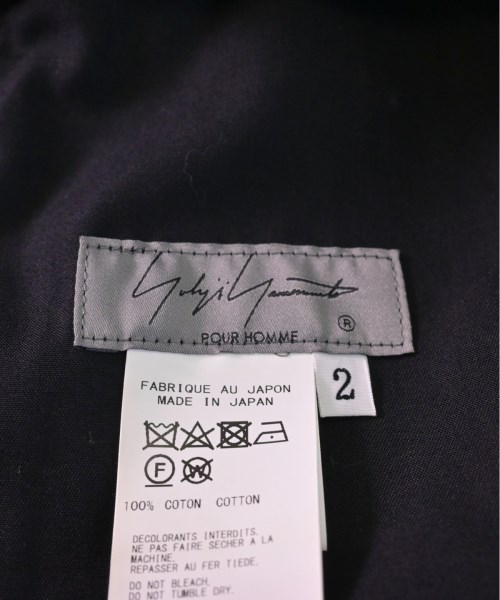 Yohji Yamamoto
POUR HOMME ®
2
FABRIQUE AU JAPON
MADE IN JAPAN
F W
100% COTON COTTON
DECOLORANTS INTERDITS.
NE PAS FAIRE SECHER A LA
MACHINE.
REPASSER AU FER TIEDE.
DO NOT BLEACH.
DO NOT TUMBLE DRY.